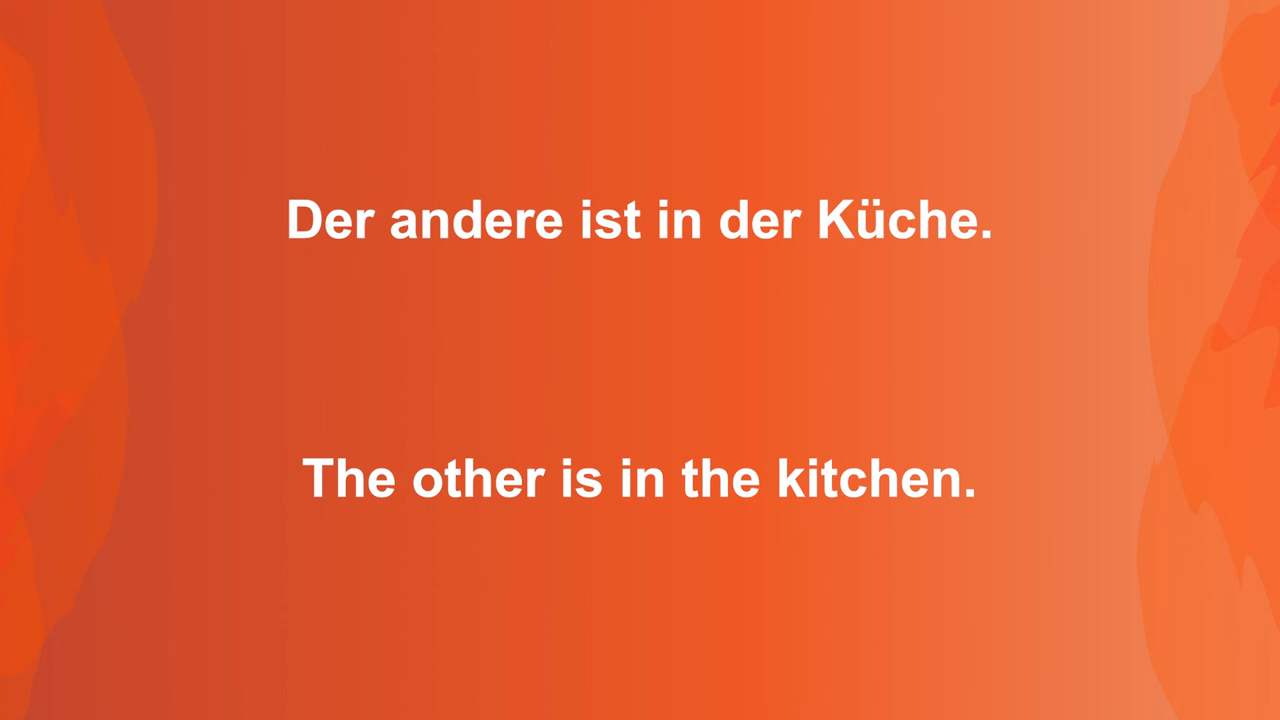 Der andere ist in der Küche.
The other is in the kitchen.